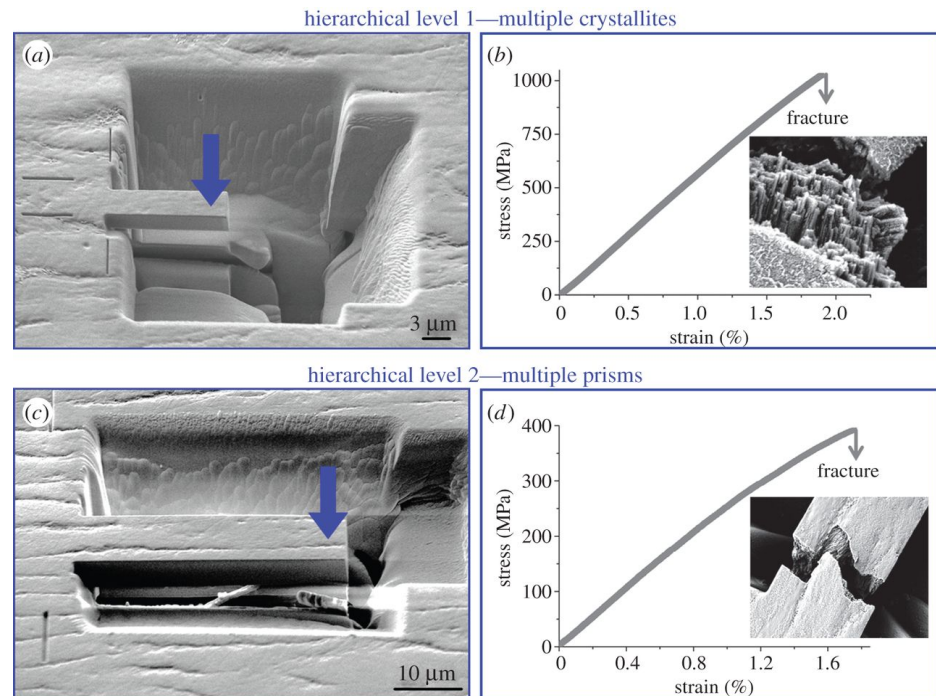 hierarchical level 1—multiple crystallites
(a)
3 μm
(b)
1000
750
500
250
0
stress (MPa)
fracture
0 0.5 1.0 1.5 2.0
strain (%)
hierarchical level 2—multiple prisms
(c)
10 μm
(d)
400
300
200
100
0
stress (MPa)
fracture
0 0.4 0.8 1.2 1.6
strain (%)